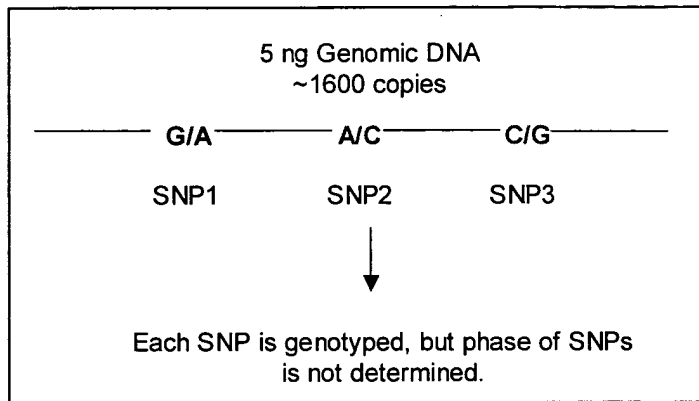 5 ng Genomic DNA
~1600 copies
G/A A/C C/G
SNP1 SNP2 SNP3
Each SNP is genotyped, but phase of SNPs
is not determined.